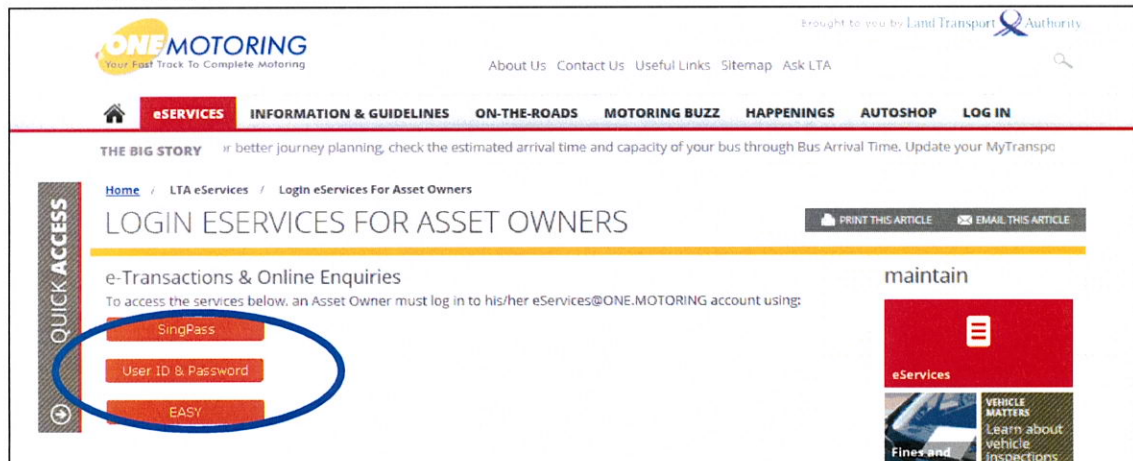 Brought to you by Land Transport Authority
ONE MOTORING
Your Fast Track To Complete Motoring
About Us Contact Us Useful Links Sitemap Ask LTA
eSERVICES INFORMATION & GUIDELINES ON-THE-ROADS MOTORING BUZZ HAPPENINGS AUTOSHOP LOG IN
THE BIG STORY or better journey planning, check the estimated arrival time and capacity of your bus through Bus Arrival Time. Update your MyTranspo
Home / LTA eServices / Login eServices For Asset Owners
LOGIN ESERVICES FOR ASSET OWNERS
PRINT THIS ARTICLE EMAIL THIS ARTICLE
QUICK ACCESS
e-Transactions & Online Enquiries
To access the services below, an Asset Owner must log in to his/her eServices@ONE.MOTORING account using:
SingPass
User ID & Password
EASY
maintain
eServices
Fines and
VEHICLE
MATTERS
Learn about
vehicle
inspections